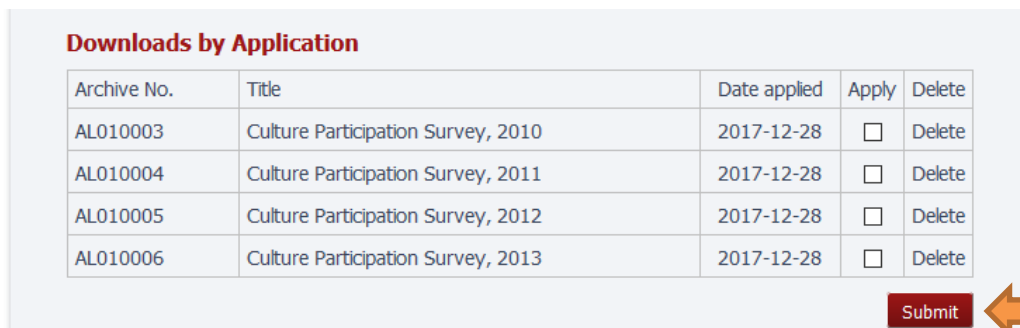 Downloads by Application
Archive No. Title Date applied Apply Delete
AL010003 Culture Participation Survey, 2010 2017-12-28 Delete
AL010004 Culture Participation Survey, 2011 2017-12-28 Delete
AL010005 Culture Participation Survey, 2012 2017-12-28 Delete
AL010006 Culture Participation Survey, 2013 2017-12-28 Delete
Submit